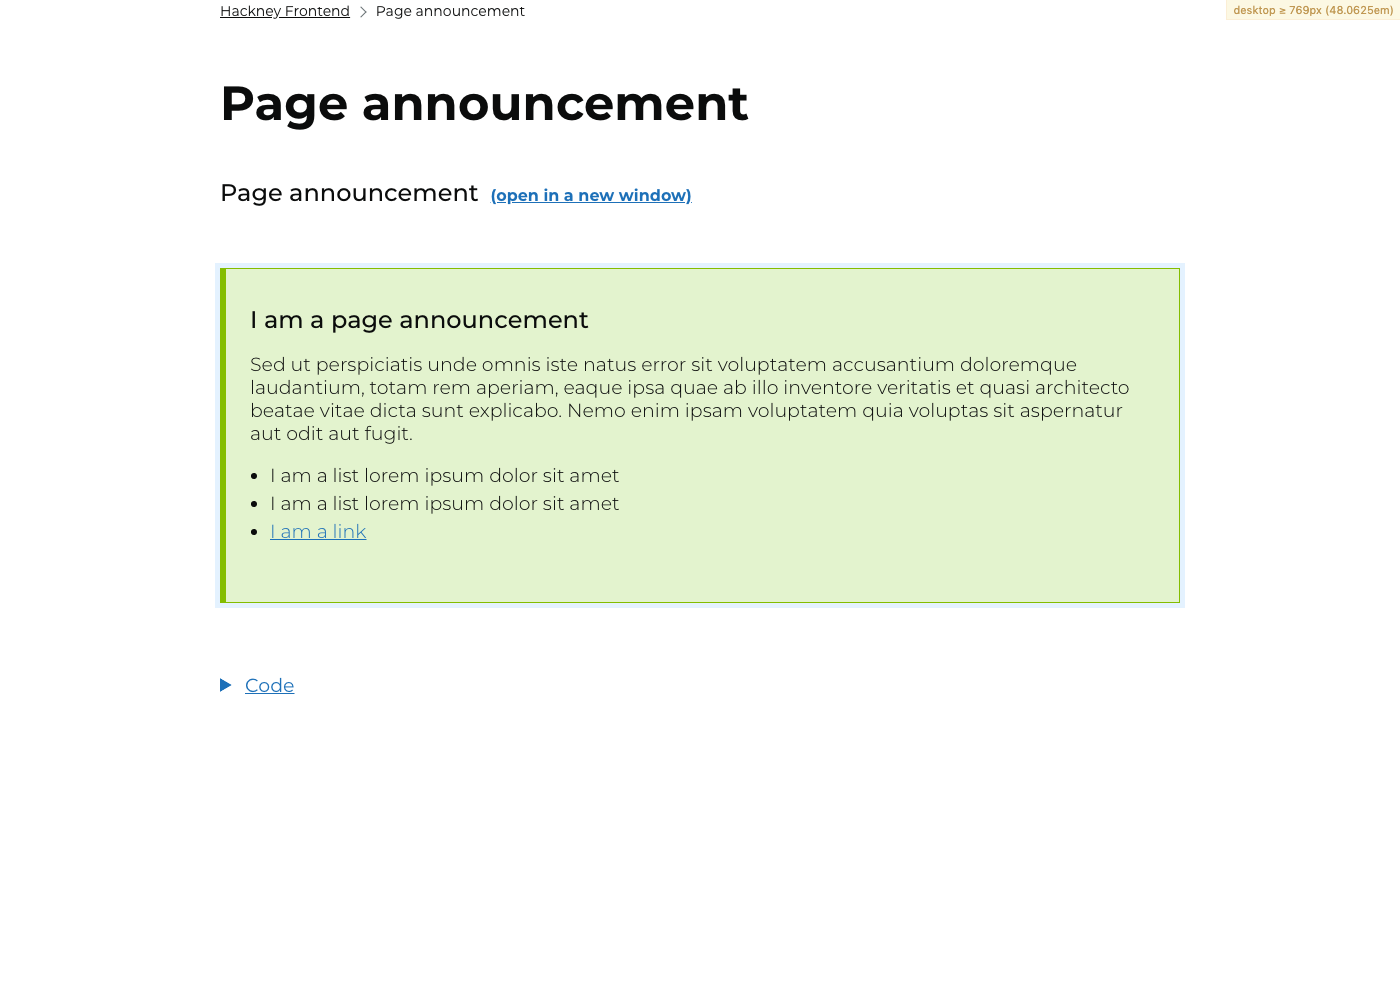 Hackney Frontend Page announcement
desktop ≥ 769px (48.0625em)
Page announcement
Page announcement (open in a new window)
I am a page announcement
Sed ut perspiciatis unde omnis iste natus error sit voluptatem accusantium doloremque
laudantium, totam rem aperiam, eaque ipsa quae ab illo inventore veritatis et quasi architecto
beatae vitae dicta sunt explicabo. Nemo enim ipsam voluptatem quia voluptas sit aspernatur
aut odit aut fugit.
I am a list lorem ipsum dolor sit amet
I am a list lorem ipsum dolor sit amet
I am a link
Code